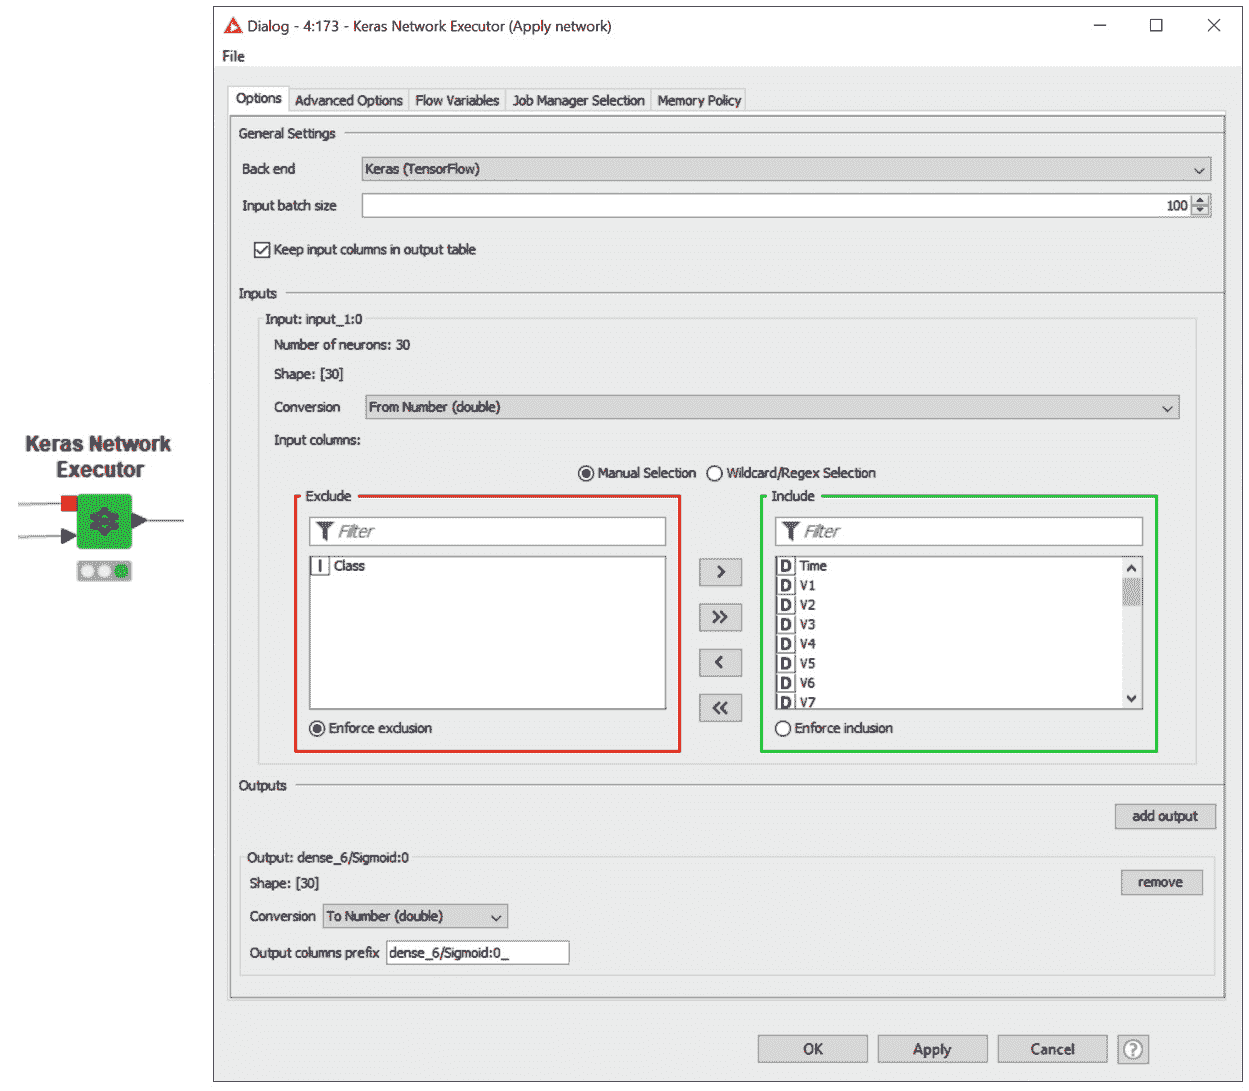 Dialog - 4:173 - Keras Network Executor (Apply network)
File
Options Advanced Options Flow Variables Job Manager Selection Memory Policy
General Settings
Back end Keras (TensorFlow)
Input batch size 100
Keep input columns in output table
Inputs
Input: input_1:0
Number of neurons: 30
Shape: [30]
Conversion From Number (double)
Input columns:
Manual Selection Wildcard/Regex Selection
Keras Network
Executor
Exclude
Filter
I Class
Enforce exclusion
>
>>
<
<<
Include
Filter
D Time
D V1
D V2
D V3
D V4
D V5
D V6
D V7
Enforce inclusion
Outputs
add output
Output: dense_6/Sigmoid:0
Shape: [30]
remove
Conversion To Number (double)
Output columns prefix dense_6/Sigmoid:0_
OK Apply Cancel ?